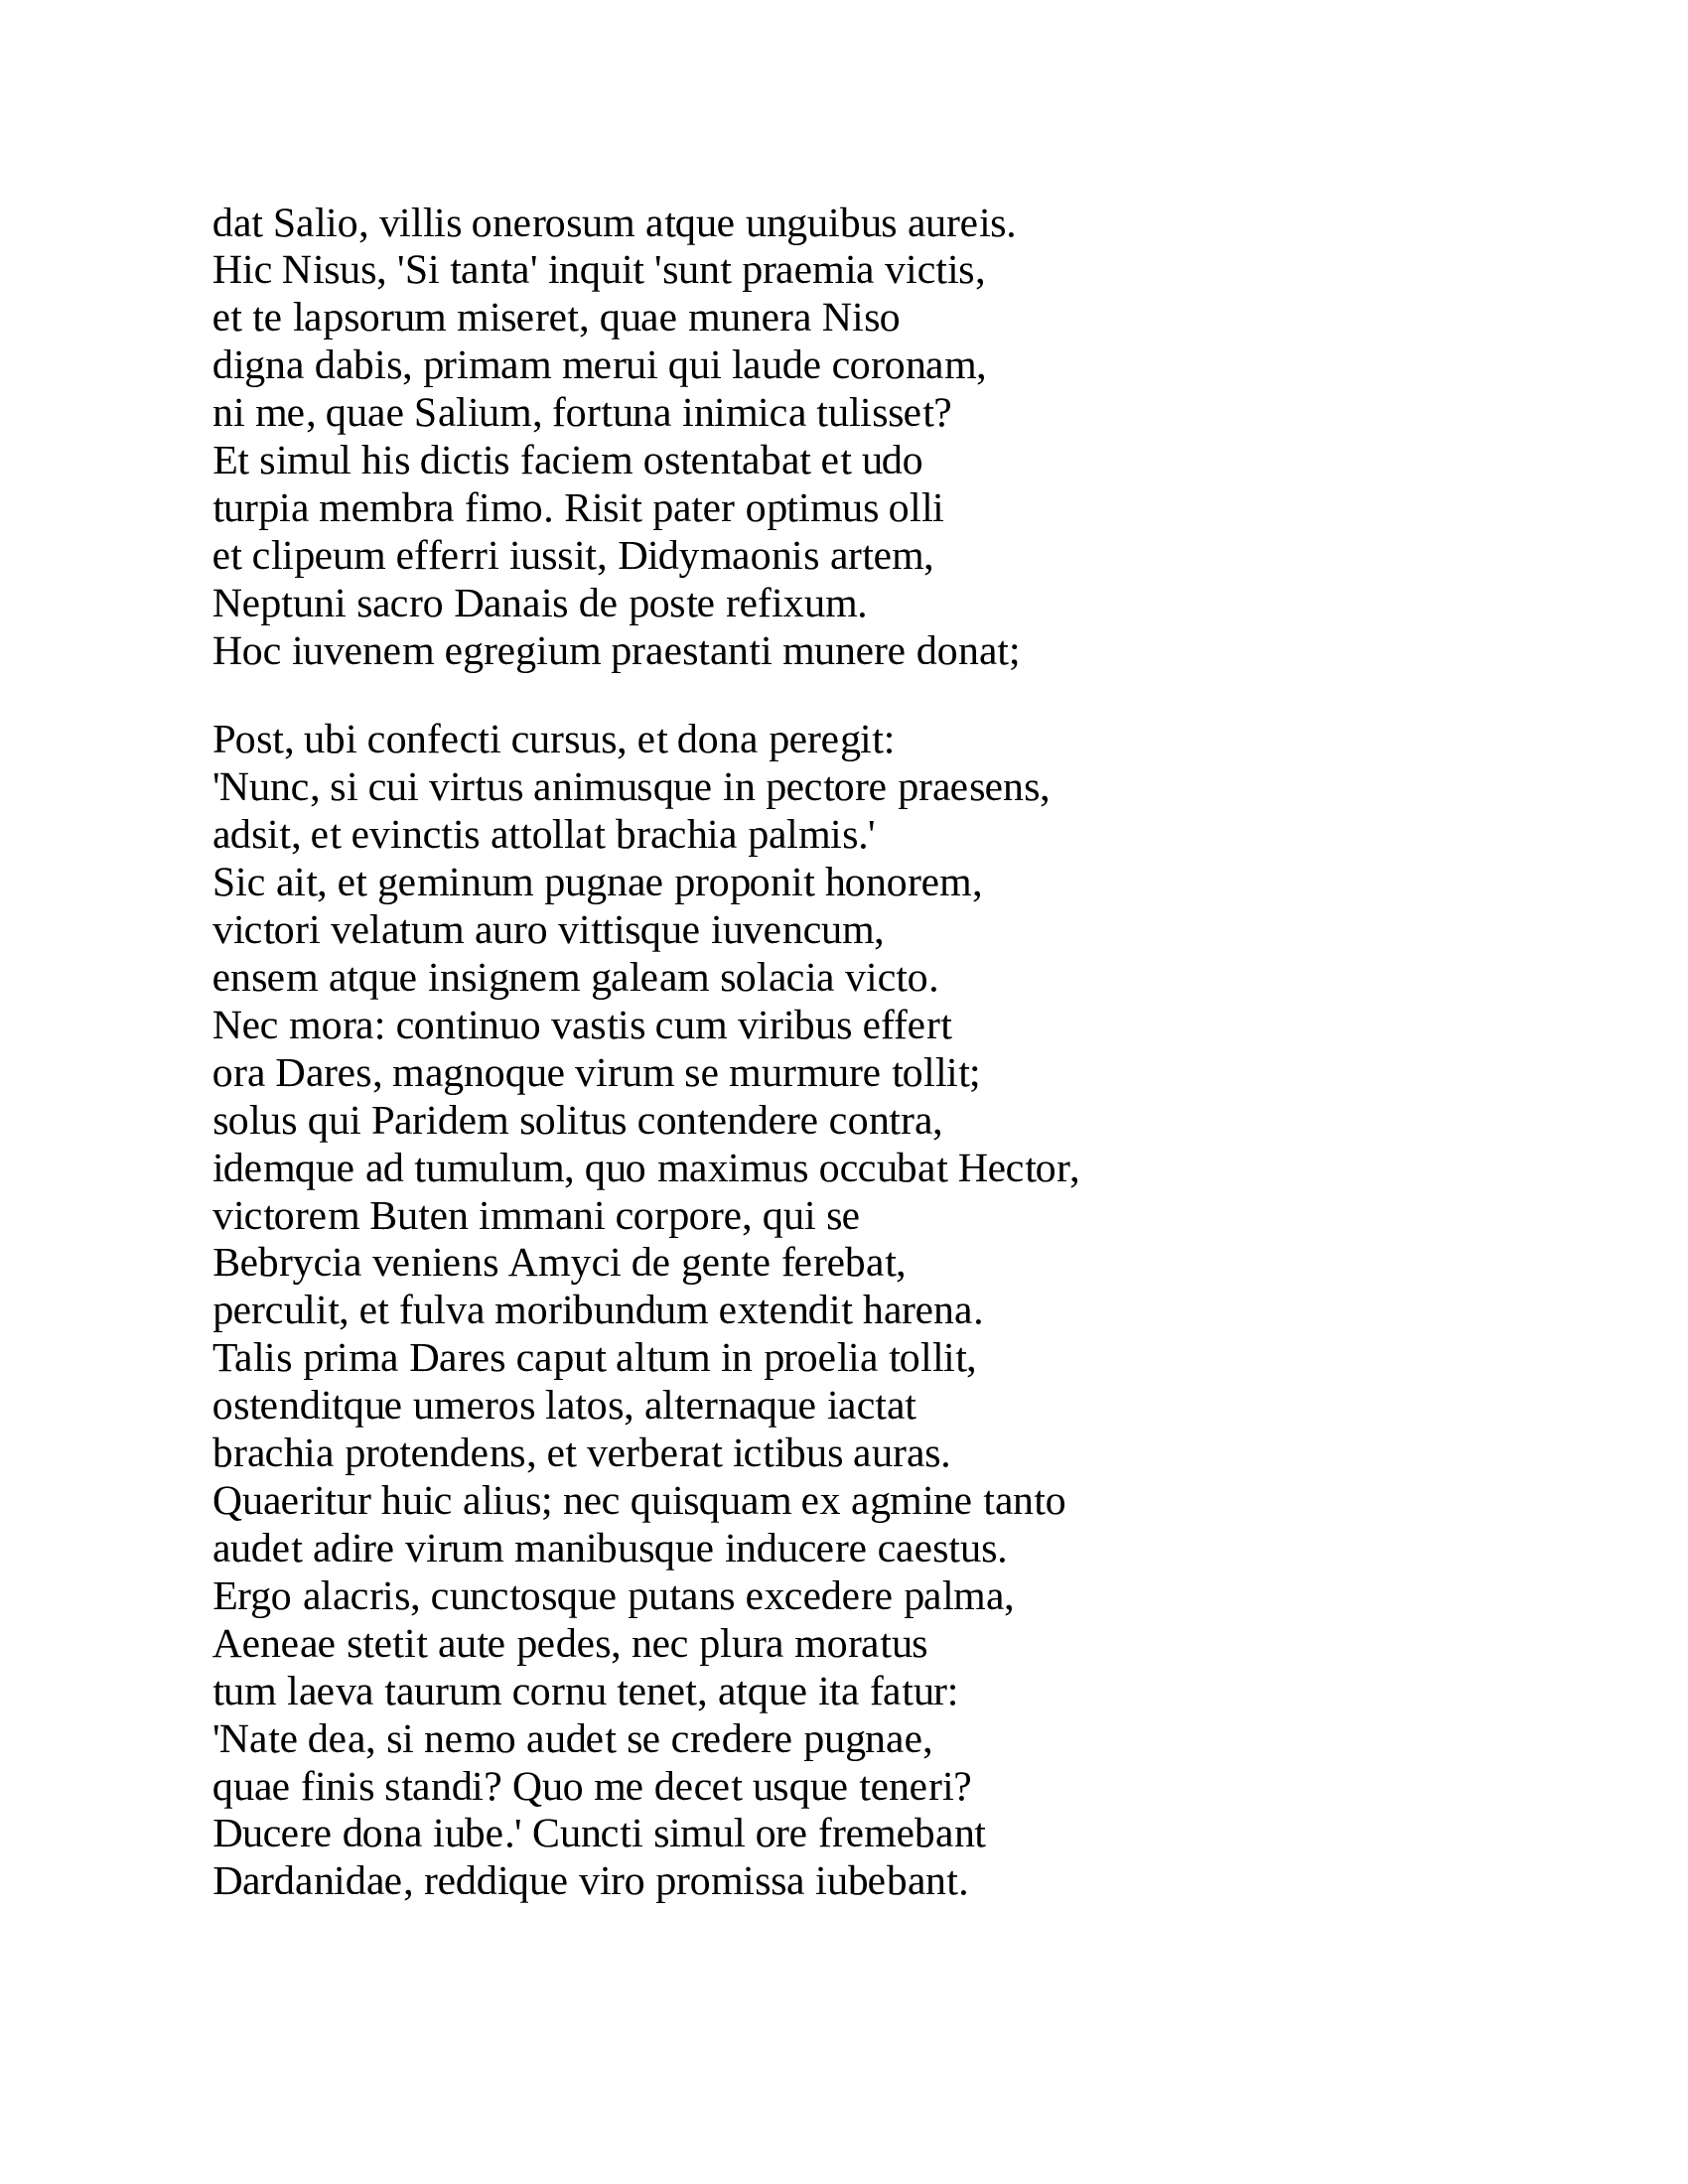 dat Salio, villis onerosum atque unguibus aureis.
Hic Nisus, 'Si tanta' inquit 'sunt praemia victis,
et te lapsorum miseret, quae munera Niso
digna dabis, primam merui qui laude coronam,
ni me, quae Salium, fortuna inimica tulisset?
Et simul his dictis faciem ostentabat et udo
turpia membra fimo. Risit pater optimus olli
et clipeum efferri iussit, Didymaonis artem,
Neptuni sacro Danais de poste refixum.
Hoc iuvenem egregium praestanti munere donat;
Post, ubi confecti cursus, et dona peregit:
'Nunc, si cui virtus animusque in pectore praesens,
adsit, et evinctis attollat brachia palmis.'
Sic ait, et geminum pugnae proponit honorem,
victori velatum auro vittisque iuvencum,
ensem atque insignem galeam solacia victo.
Nec mora: continuo vastis cum viribus effert
ora Dares, magnoque virum se murmure tollit;
solus qui Paridem solitus contendere contra,
idemque ad tumulum, quo maximus occubat Hector,
victorem Buten immani corpore, qui se
Bebrycia veniens Amyci de gente ferebat,
perculit, et fulva moribundum extendit harena.
Talis prima Dares caput altum in proelia tollit,
ostenditque umeros latos, alternaque iactat
brachia protendens, et verberat ictibus auras.
Quaeritur huic alius; nec quisquam ex agmine tanto
audet adire virum manibusque inducere caestus.
Ergo alacris, cunctosque putans excedere palma,
Aeneae stetit aute pedes, nec plura moratus
tum laeva taurum cornu tenet, atque ita fatur:
'Nate dea, si nemo audet se credere pugnae,
quae finis standi? Quo me decet usque teneri?
Ducere dona iube.' Cuncti simul ore fremebant
Dardanidae, reddique viro promissa iubebant.